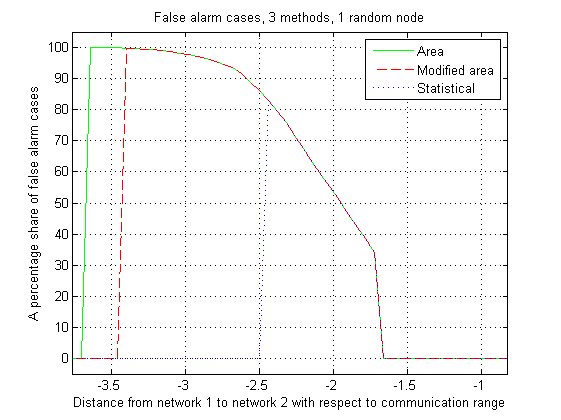 False alarm cases, 3 methods, 1 random node
Area
Modified area
Statistical
100
90
80
70
60
50
40
30
20
10
0
A percentage share of false alarm cases
-3.5 -3 -2.5 -2 -1.5 -1
Distance from network 1 to network 2 with respect to communication range